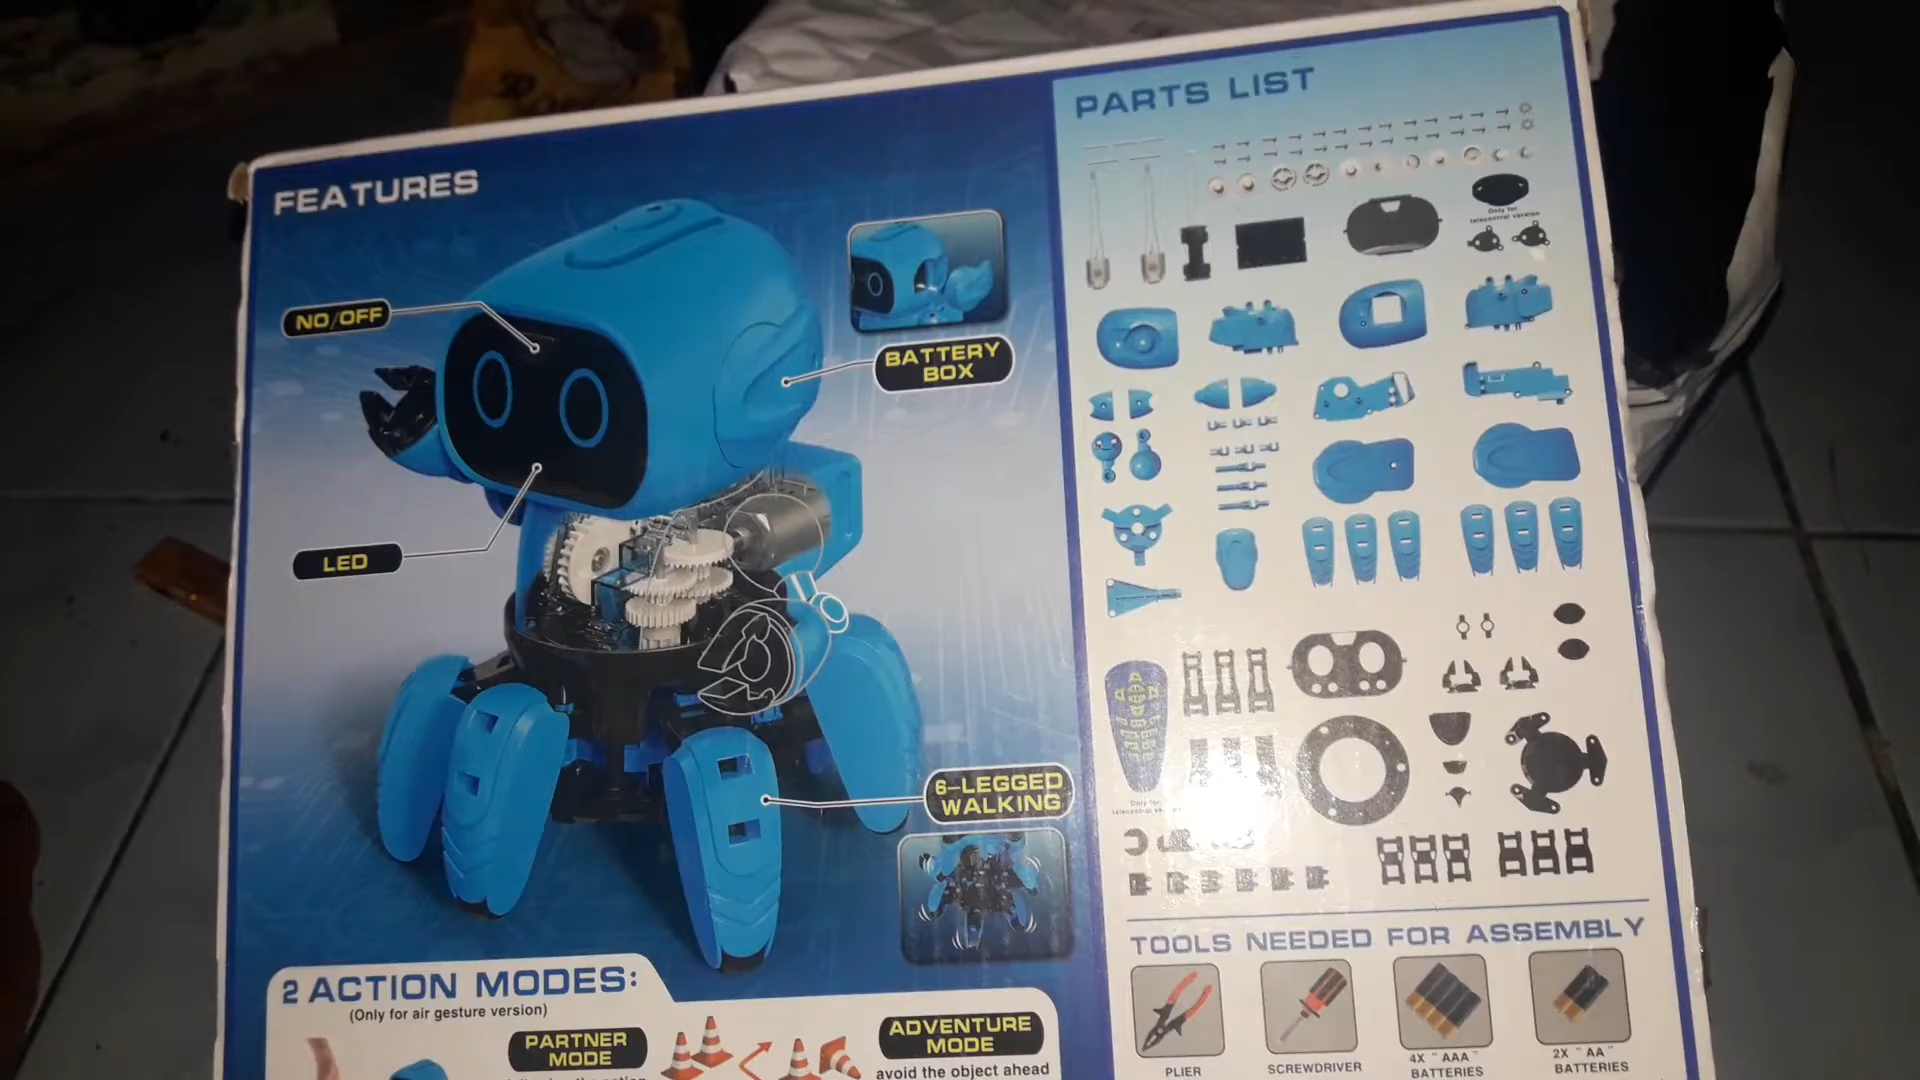 FEATURES
NO/OFF
BATTERY
BOX
LED
6-LEGGED
WALKING
2 ACTION MODES:
(Only for air gesture version)
PARTNER
MODE
ADVENTURE
MODE
avoid the object ahead
PARTS LIST
Only for
telecontrol version
Only for
TOOLS NEEDED FOR ASSEMBLY
PLIER
SCREWDRIVER
4X "AAA"
BATTERIES
2X "AA"
BATTERIES